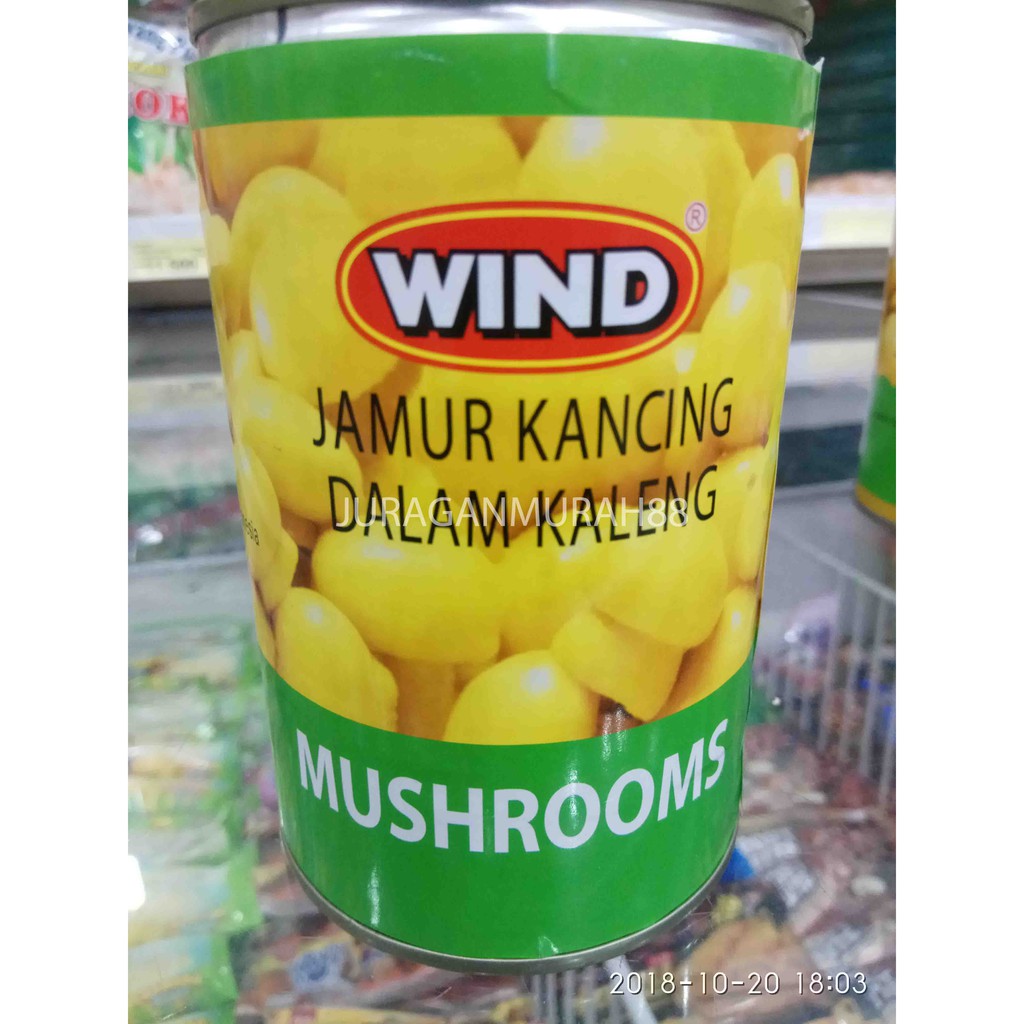 WIND
®
JAMUR KANCING
DALAM KALENG
JURAGANMURAH88
MUSHROOMS
2018-10-20 18:03